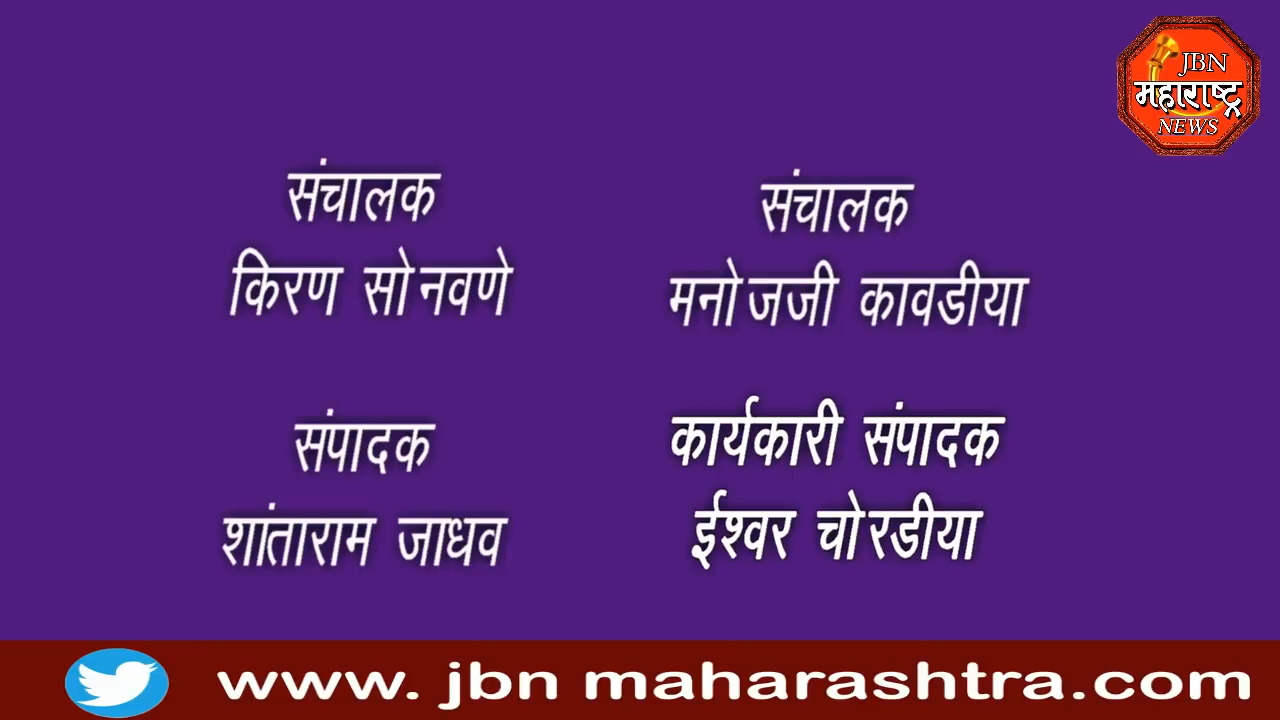 JBN
महाराष्ट्र
NEWS
संचालक
किरण सोनवणे
संचालक
मनोजजी कावडीया
संपादक
शांताराम जाधव
कार्यकारी संपादक
ईश्वर चोरडीया
www. jbn maharashtra.com